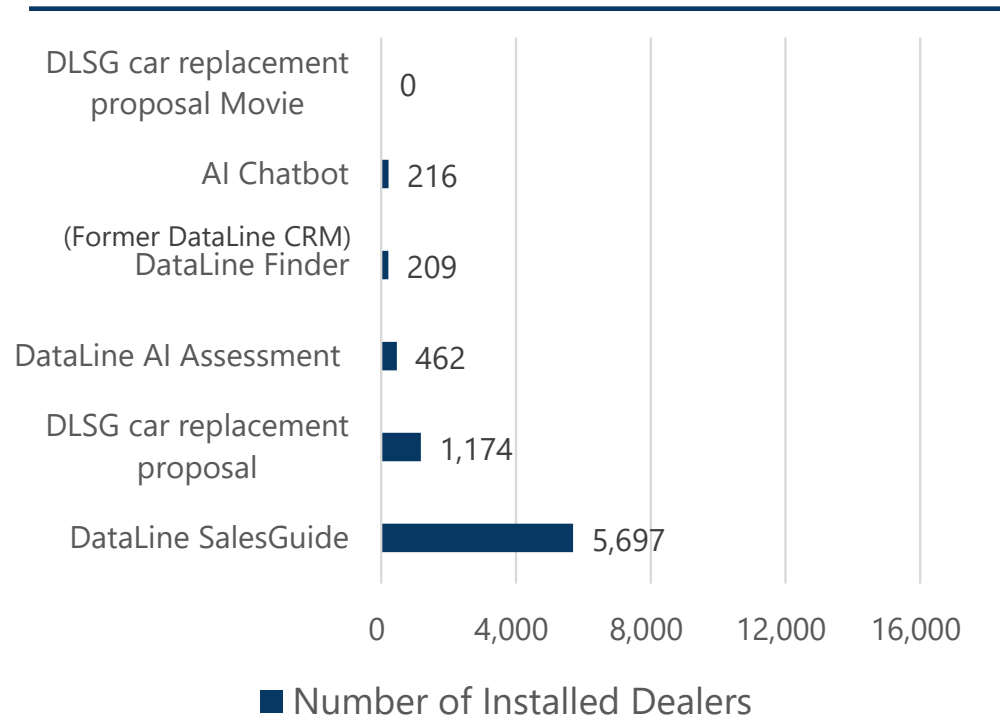 DLSG car replacement
proposal Movie
0
AI Chatbot
216
(Former DataLine CRM)
DataLine Finder
209
DataLine AI Assessment
462
DLSG car replacement
proposal
1,174
DataLine SalesGuide
5,697
0 4,000 8,000 12,000 16,000
Number of Installed Dealers